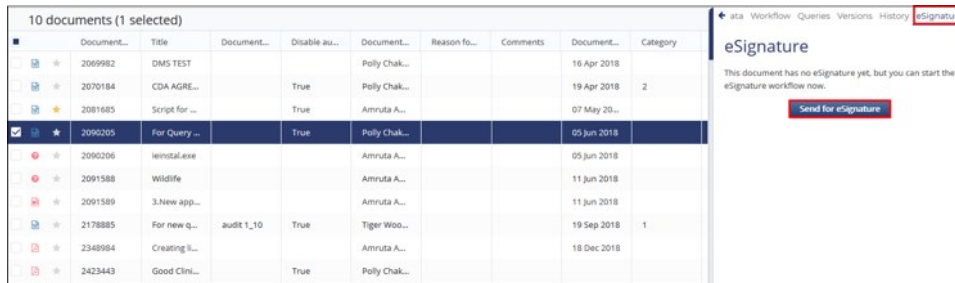 10 documents (1 selected)
Document... Title Document... Disable au... Document... Reason fo... Comments Document... Category
2069982 DMS TEST Polly Chak... 16 Apr 2018
2070184 CDA AGRE... True Polly Chak... 19 Apr 2018 2
2081685 Script for ... True Amruta A... 07 May 20...
2090205 For Query ... True Polly Chak... 05 Jun 2018
2090206 ieinstal.exe Amruta A... 05 Jun 2018
2091588 Wildlife Amruta A... 11 Jun 2018
2091589 3.New app... Amruta A... 11 Jun 2018
2178885 For new q... audit 1_10 True Tiger Woo... 19 Sep 2018 1
2348984 Creating li... Amruta A... 18 Dec 2018
2423443 Good Clini... True Polly Chak...
ata Workflow Queries Versions History eSignatur
eSignature
This document has no eSignature yet, but you can start the
eSignature workflow now.
Send for eSignature